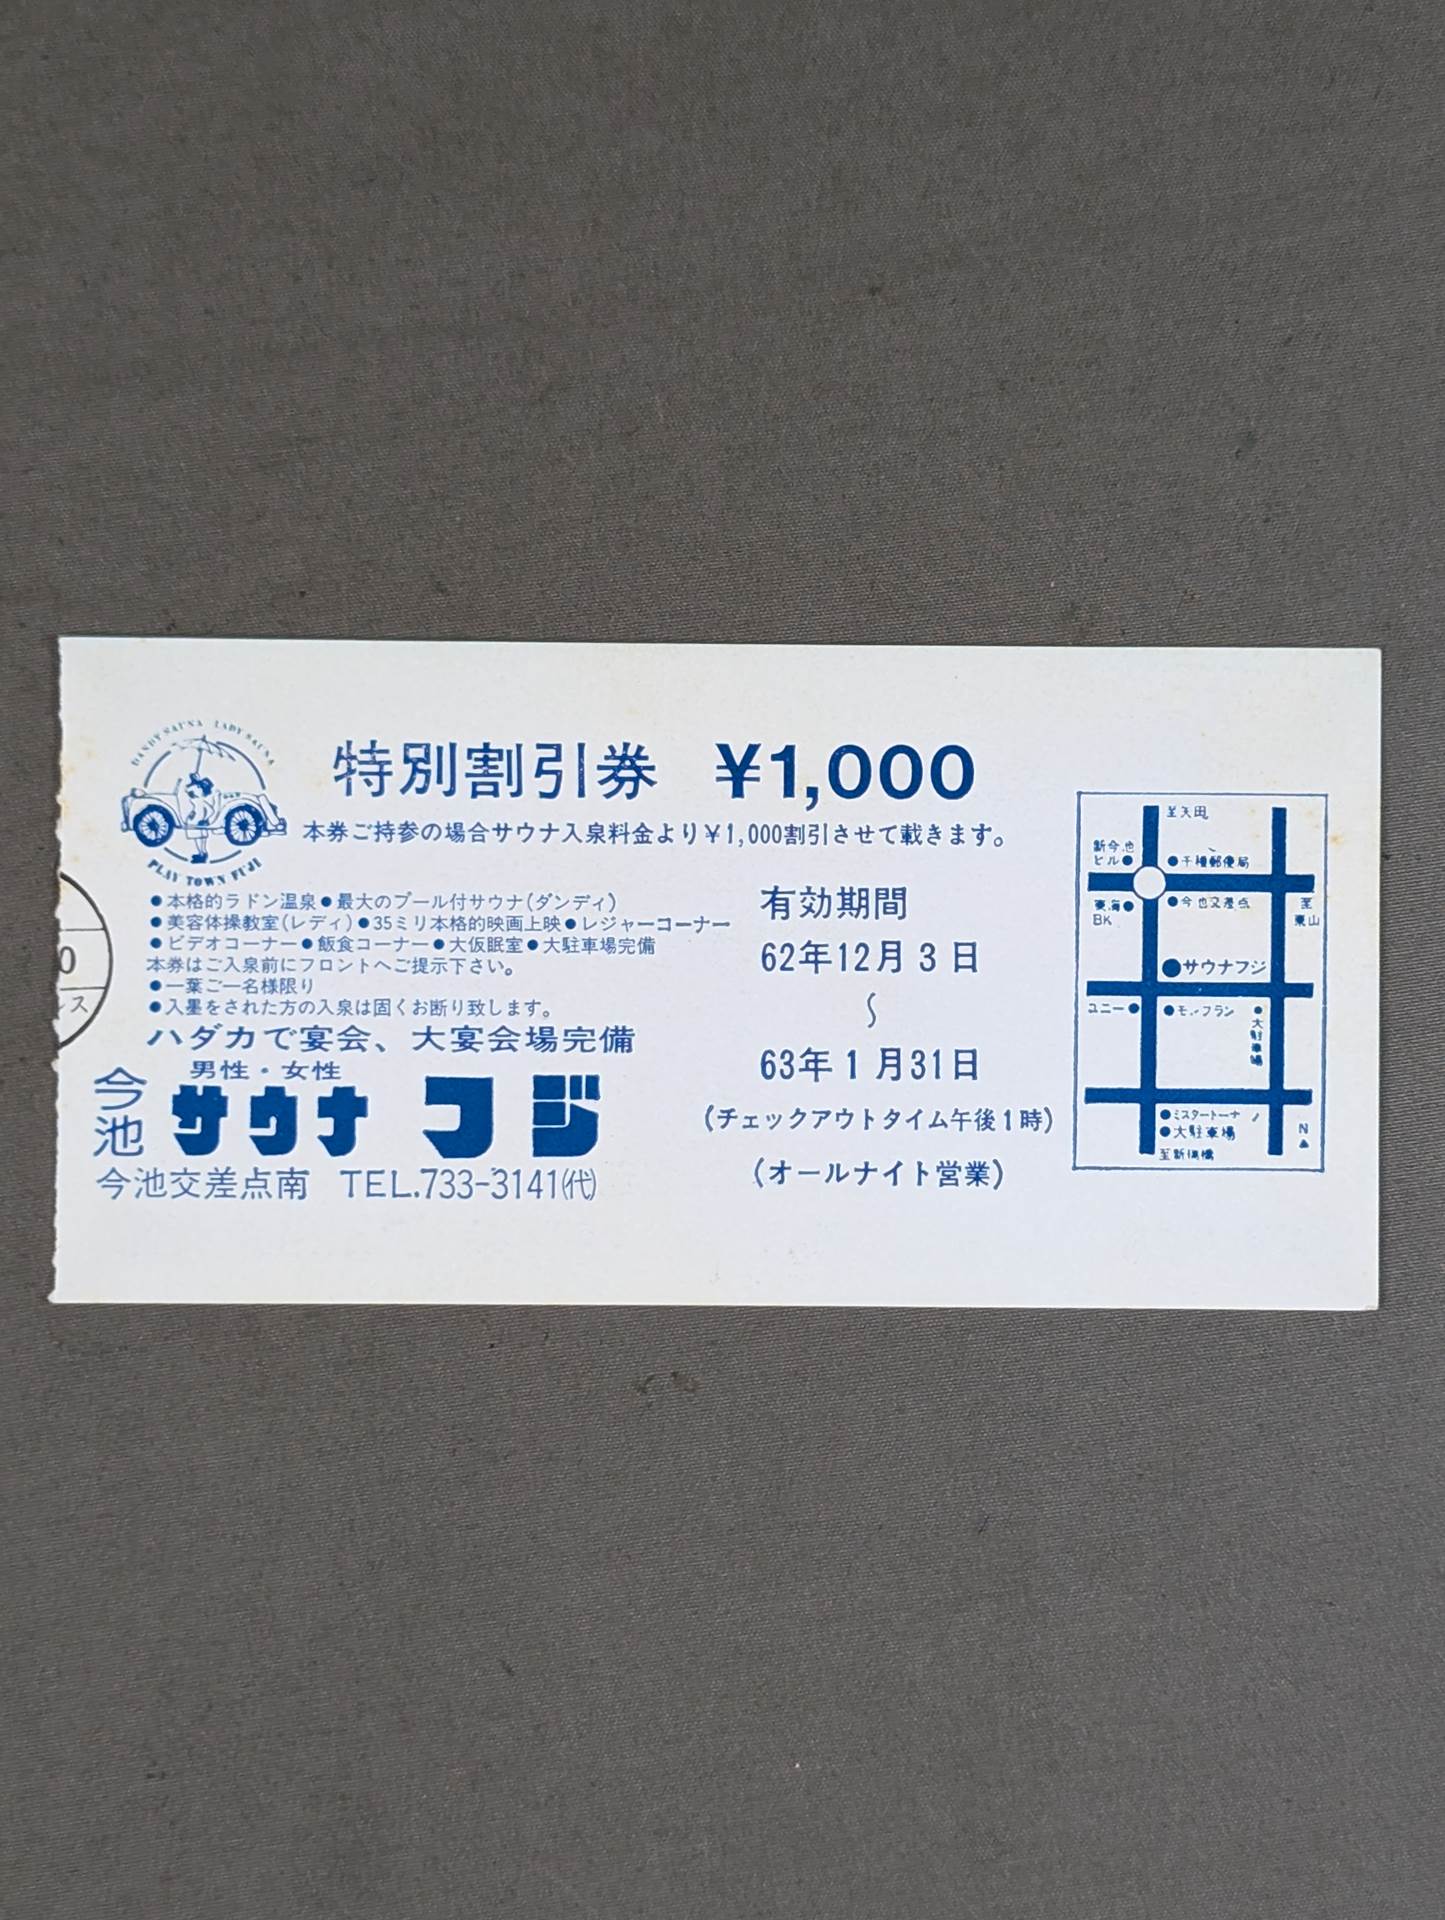 DANDY SAUNA LADY SAUNA
PLAY TOWN FUJI
特別割引券 ¥1,000
本券ご持参の場合サウナ入泉料金より¥1,000割引させて載きます。
●本格的ラドン温泉●最大のプール付サウナ(ダンディ)
●美容体操教室(レディ)●35ミリ本格的映画上映●レジャーコーナー
●ビデオコーナー●飯食コーナー●大仮眠室●大駐車場完備
本券はご入泉前にフロントへご提示下さい。
●一葉ご一名様限り
●入墨をされた方の入泉は固くお断り致します。
ハダカで宴会、大宴会場完備
男性・女性
今池 サウナ フジ
今池交差点南 TEL.733-3141(代)
有効期間
62年12月3日
〜
63年1月31日
(チェックアウトタイム午後1時)
(オールナイト営業)
至矢田
新今池
ビル●
●千種郵便局
東海●
BK
●今池交差点
至
東山
●サウナフジ
ユニー●
●モンブラン
●大駐車場
●ミスタードーナツ
●大駐車場
至新瑞橋
N
0
ス